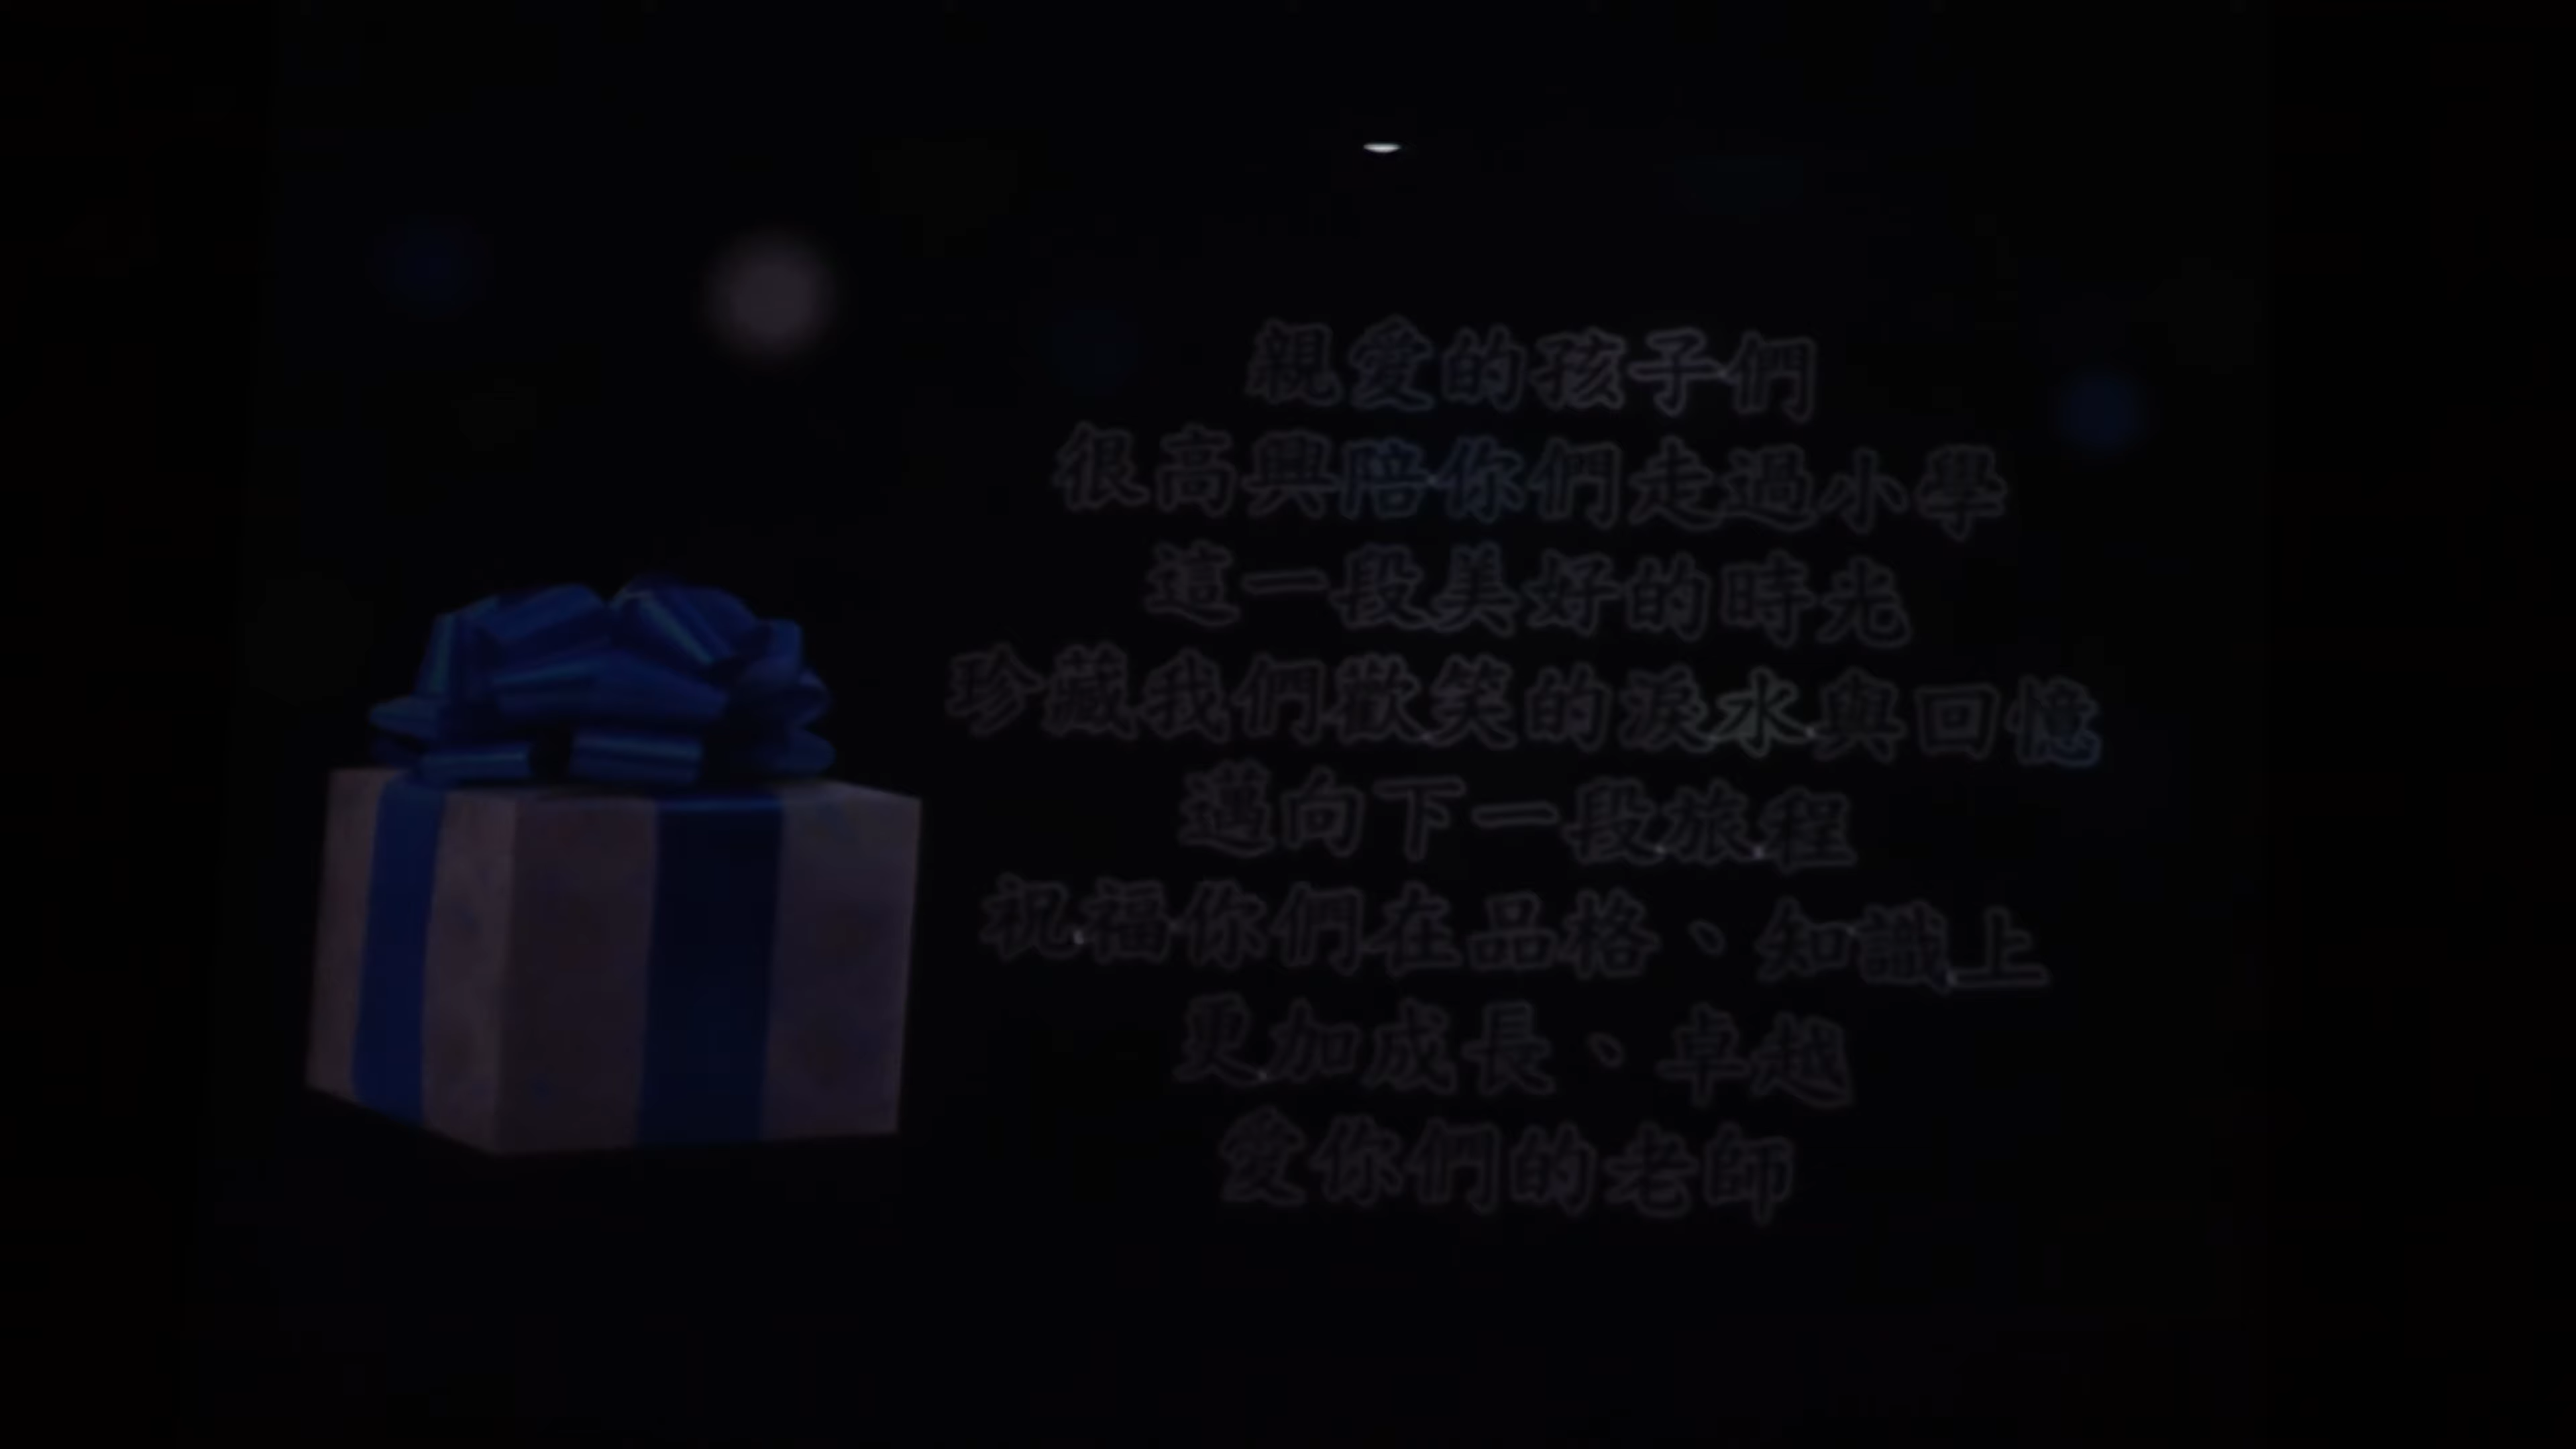 親愛的孩子們
很高興陪你們走過小學
這一段美好的時光
珍藏我們歡笑的淚水與回憶
邁向下一段旅程
祝福你們在品格、知識上
更加成長、卓越
愛你們的老師